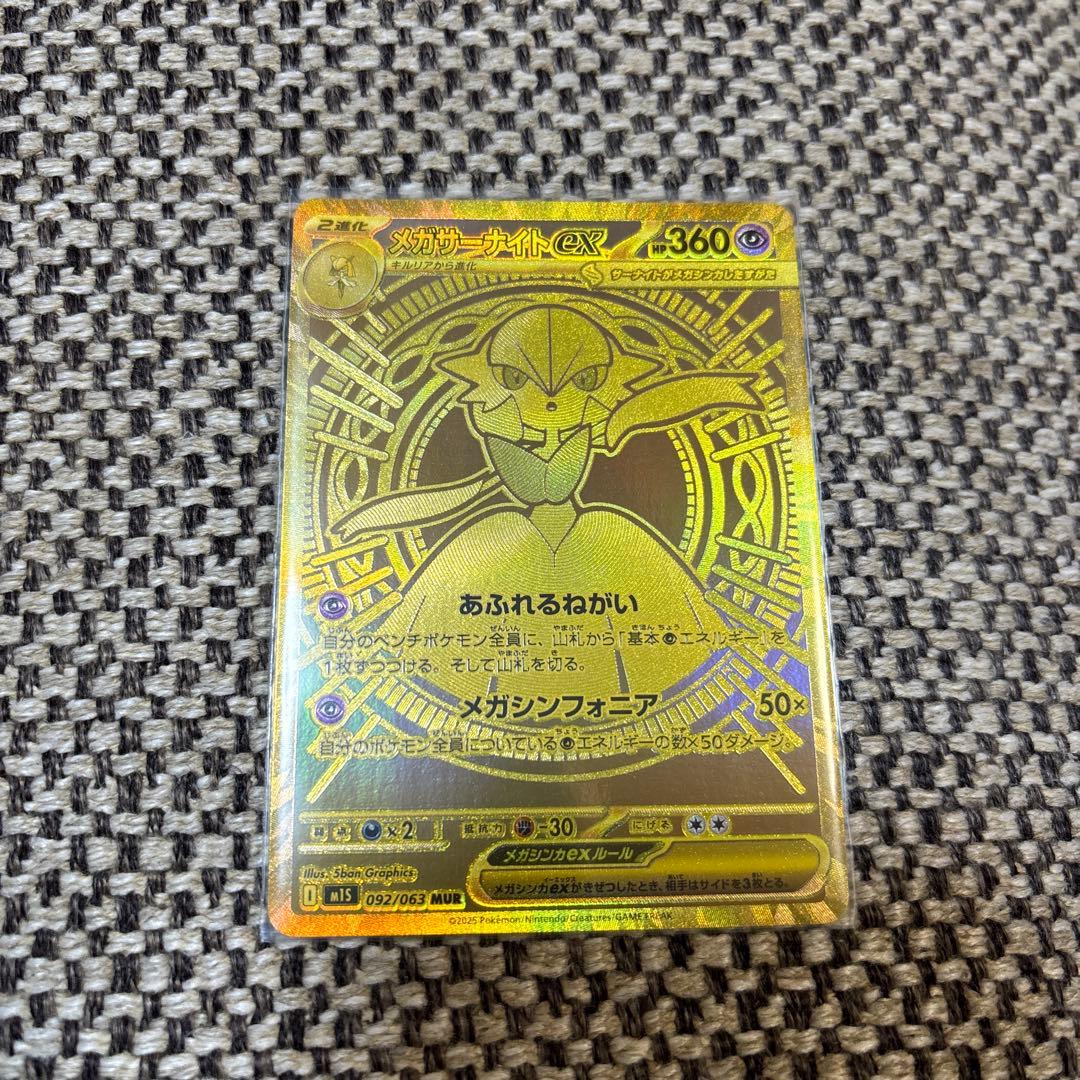 2進化
メガサーナイトex HP360
キルリアから進化
サーナイトがメガシンカしたすがた
あふれるねがい
自分のベンチポケモン全員に、山札から「基本エネルギー」を
1枚ずつつける。そして山札を切る。
メガシンフォニア 50×
自分のポケモン全員についているエネルギーの数×50ダメージ。
弱点 ×2 抵抗力 -30 にげる
メガシンカexルール
メガシンカexがきぜつしたとき、相手はサイドを3枚とる。
Illus. 5ban Graphics
I m1S 092/063 MUR
©2025 Pokémon/Nintendo/Creatures/GAME FREAK